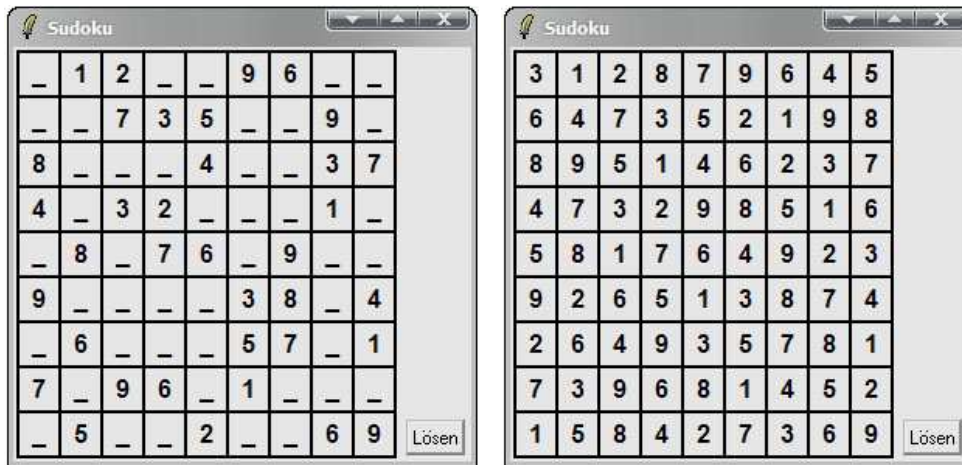 Sudoku
_ 1 2 _ _ 9 6 _ _
_ _ 7 3 5 _ _ 9 _
8 _ _ _ 4 _ _ 3 7
4 _ 3 2 _ _ _ 1 _
_ 8 _ 7 6 _ 9 _ _
9 _ _ _ _ 3 8 _ 4
_ 6 _ _ _ 5 7 _ 1
7 _ 9 6 _ 1 _ _ _
_ 5 _ _ 2 _ _ 6 9 Lösen
Sudoku
3 1 2 8 7 9 6 4 5
6 4 7 3 5 2 1 9 8
8 9 5 1 4 6 2 3 7
4 7 3 2 9 8 5 1 6
5 8 1 7 6 4 9 2 3
9 2 6 5 1 3 8 7 4
2 6 4 9 3 5 7 8 1
7 3 9 6 8 1 4 5 2
1 5 8 4 2 7 3 6 9 Lösen